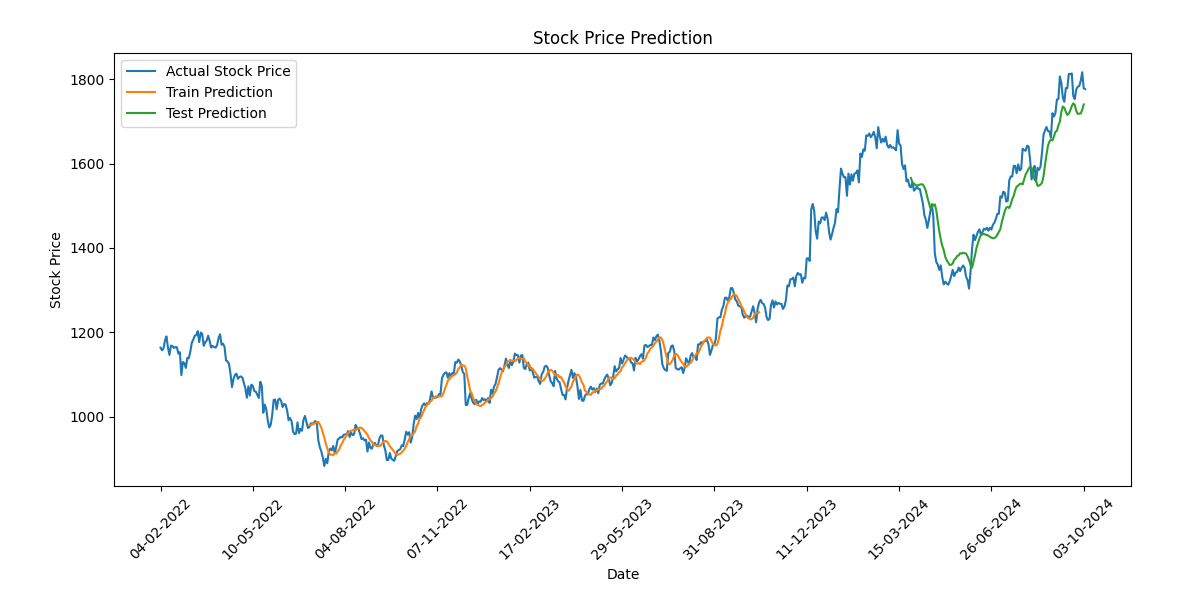 Stock Price Prediction
Actual Stock Price
Train Prediction
Test Prediction
1800
1600
1400
1200
1000
Stock Price
04-02-2022
10-05-2022
04-08-2022
07-11-2022
17-02-2023
29-05-2023
31-08-2023
11-12-2023
15-03-2024
26-06-2024
03-10-2024
Date